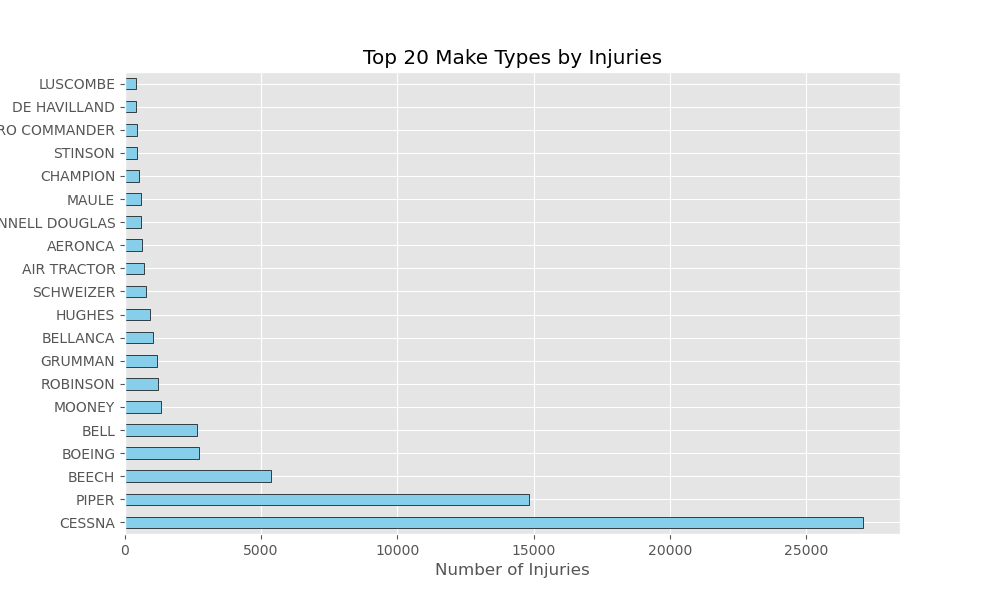 Top 20 Make Types by Injuries
LUSCOMBE
DE HAVILLAND
RO COMMANDER
STINSON
CHAMPION
MAULE
NNELL DOUGLAS
AERONCA
AIR TRACTOR
SCHWEIZER
HUGHES
BELLANCA
GRUMMAN
ROBINSON
MOONEY
BELL
BOEING
BEECH
PIPER
CESSNA
0 5000 10000 15000 20000 25000
Number of Injuries